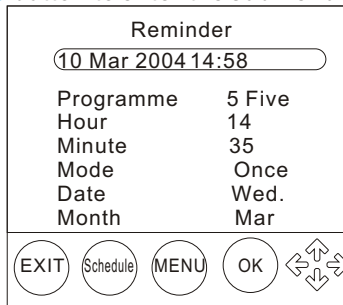 Reminder
10 Mar 2004 14:58
Programme 5 Five
Hour 14
Minute 35
Mode Once
Date Wed.
Month Mar
EXIT Schedule MENU OK